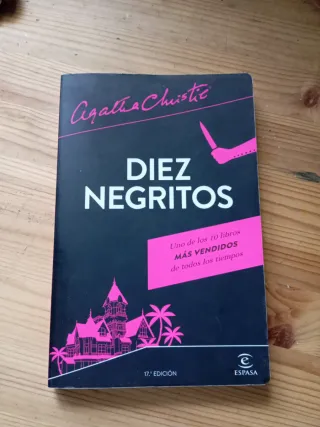 Agatha Christie
DIEZ
NEGRITOS
Uno de los 10 libros
MÁS VENDIDOS
de todos los tiempos
17.ª EDICIÓN
e
ESPASA